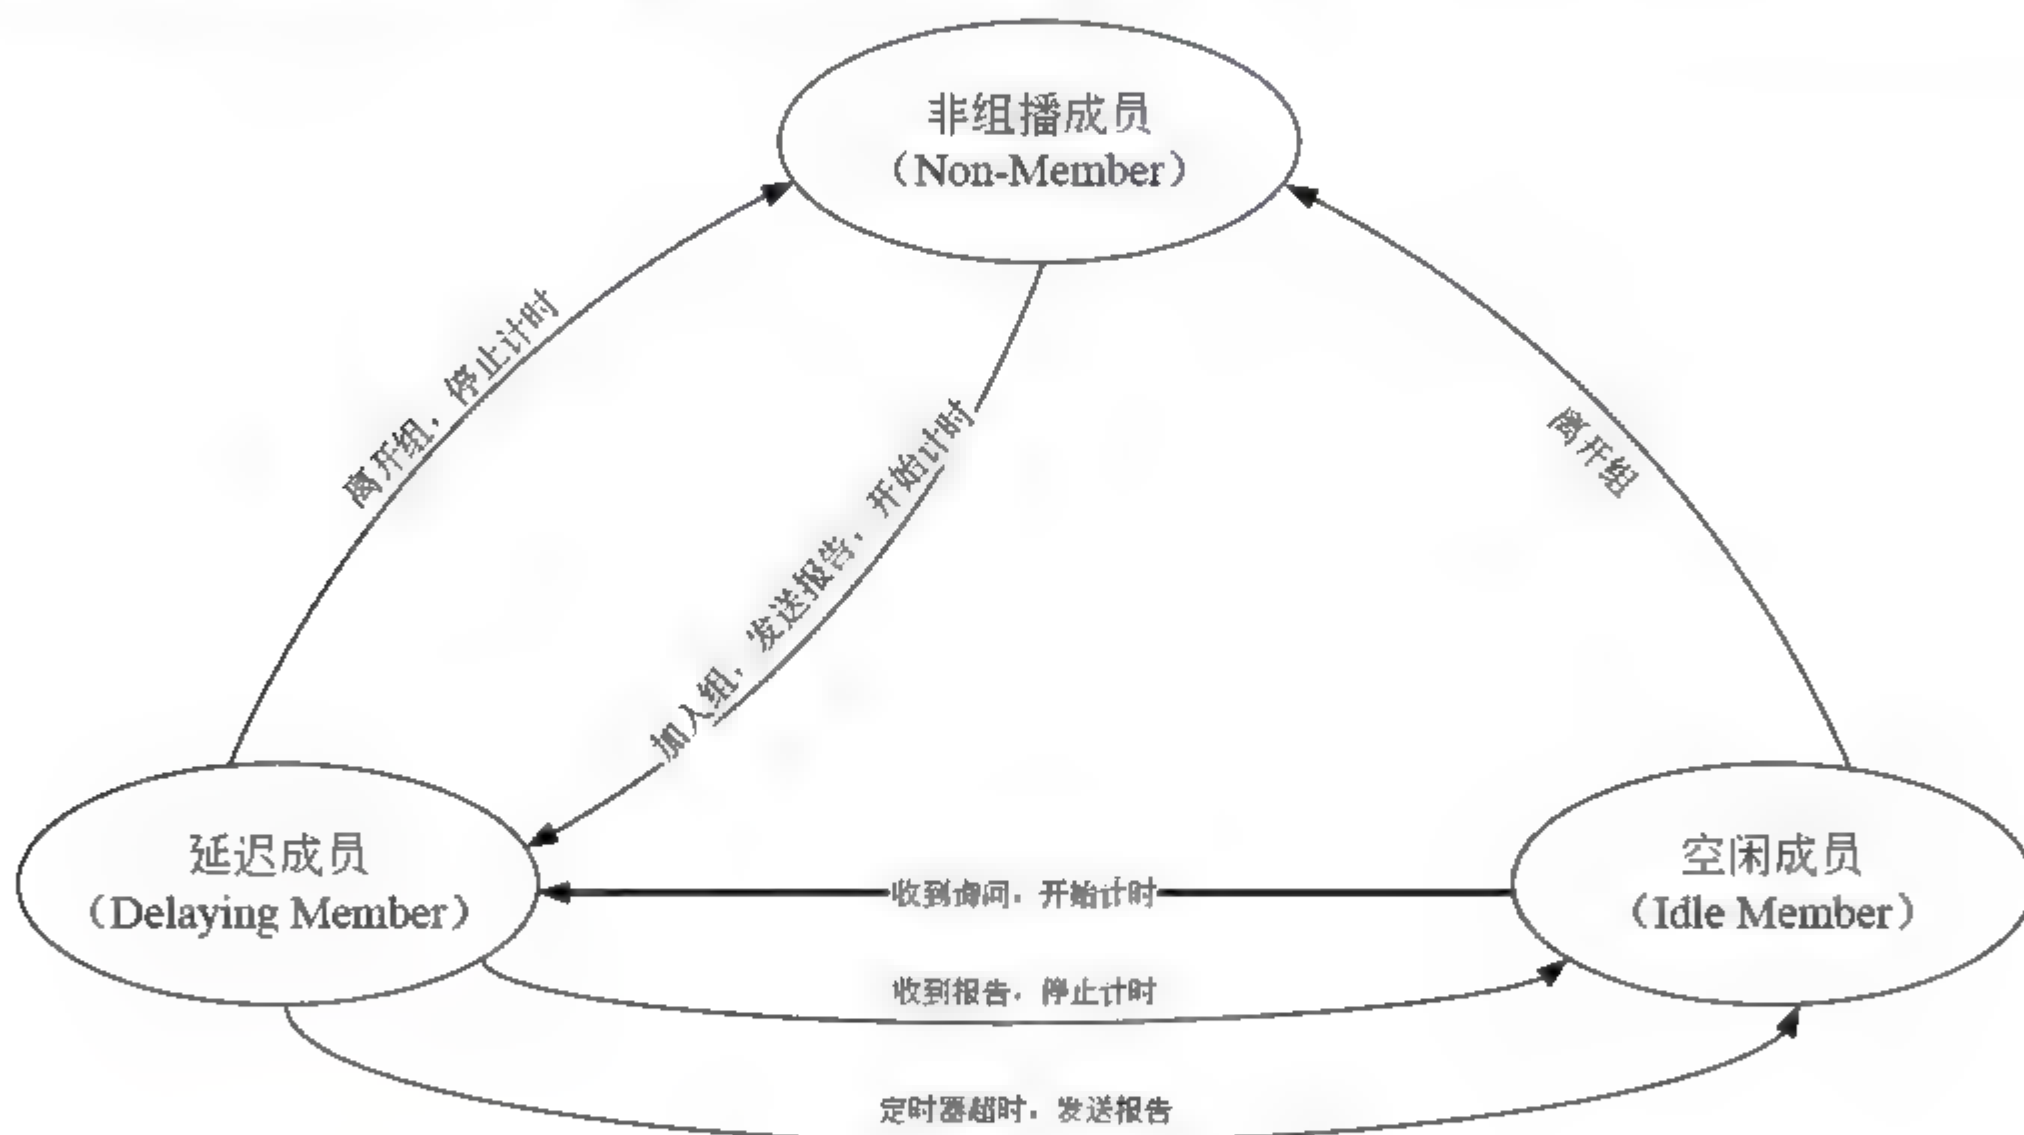 非组播成员
（Non-Member）
离开组，停止计时
加入组，发送报告，开始计时
离开组
延迟成员
（Delaying Member）
收到询问，开始计时
空闲成员
（Idle Member）
收到报告，停止计时
定时器超时，发送报告